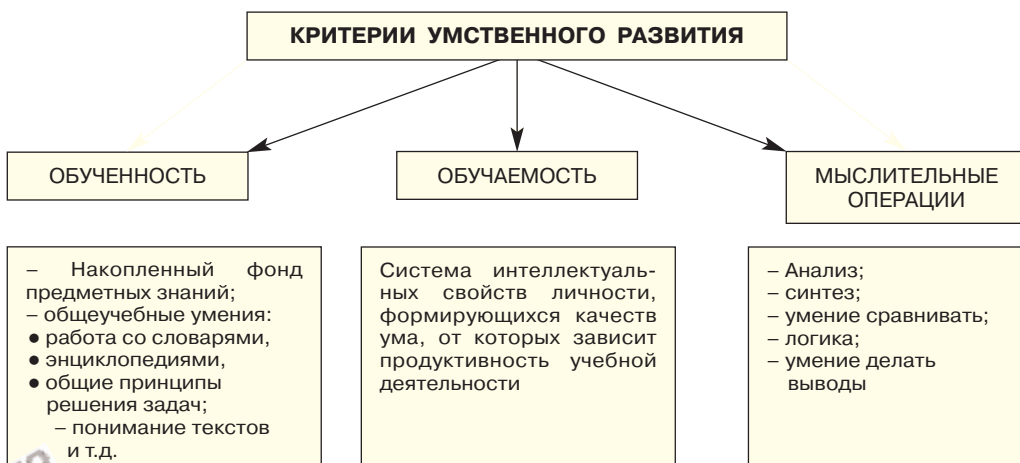 КРИТЕРИИ УМСТВЕННОГО РАЗВИТИЯ
ОБУЧЕННОСТЬ
ОБУЧАЕМОСТЬ
МЫСЛИТЕЛЬНЫЕ
ОПЕРАЦИИ
– Накопленный фонд
предметных знаний;
– общеучебные умения:
● работа со словарями,
● энциклопедиями,
● общие принципы
решения задач;
– понимание текстов
и т.д.
Система интеллектуаль-
ных свойств личности,
формирующихся качеств
ума, от которых зависит
продуктивность учебной
деятельности
– Анализ;
– синтез;
– умение сравнивать;
– логика;
– умение делать
выводы